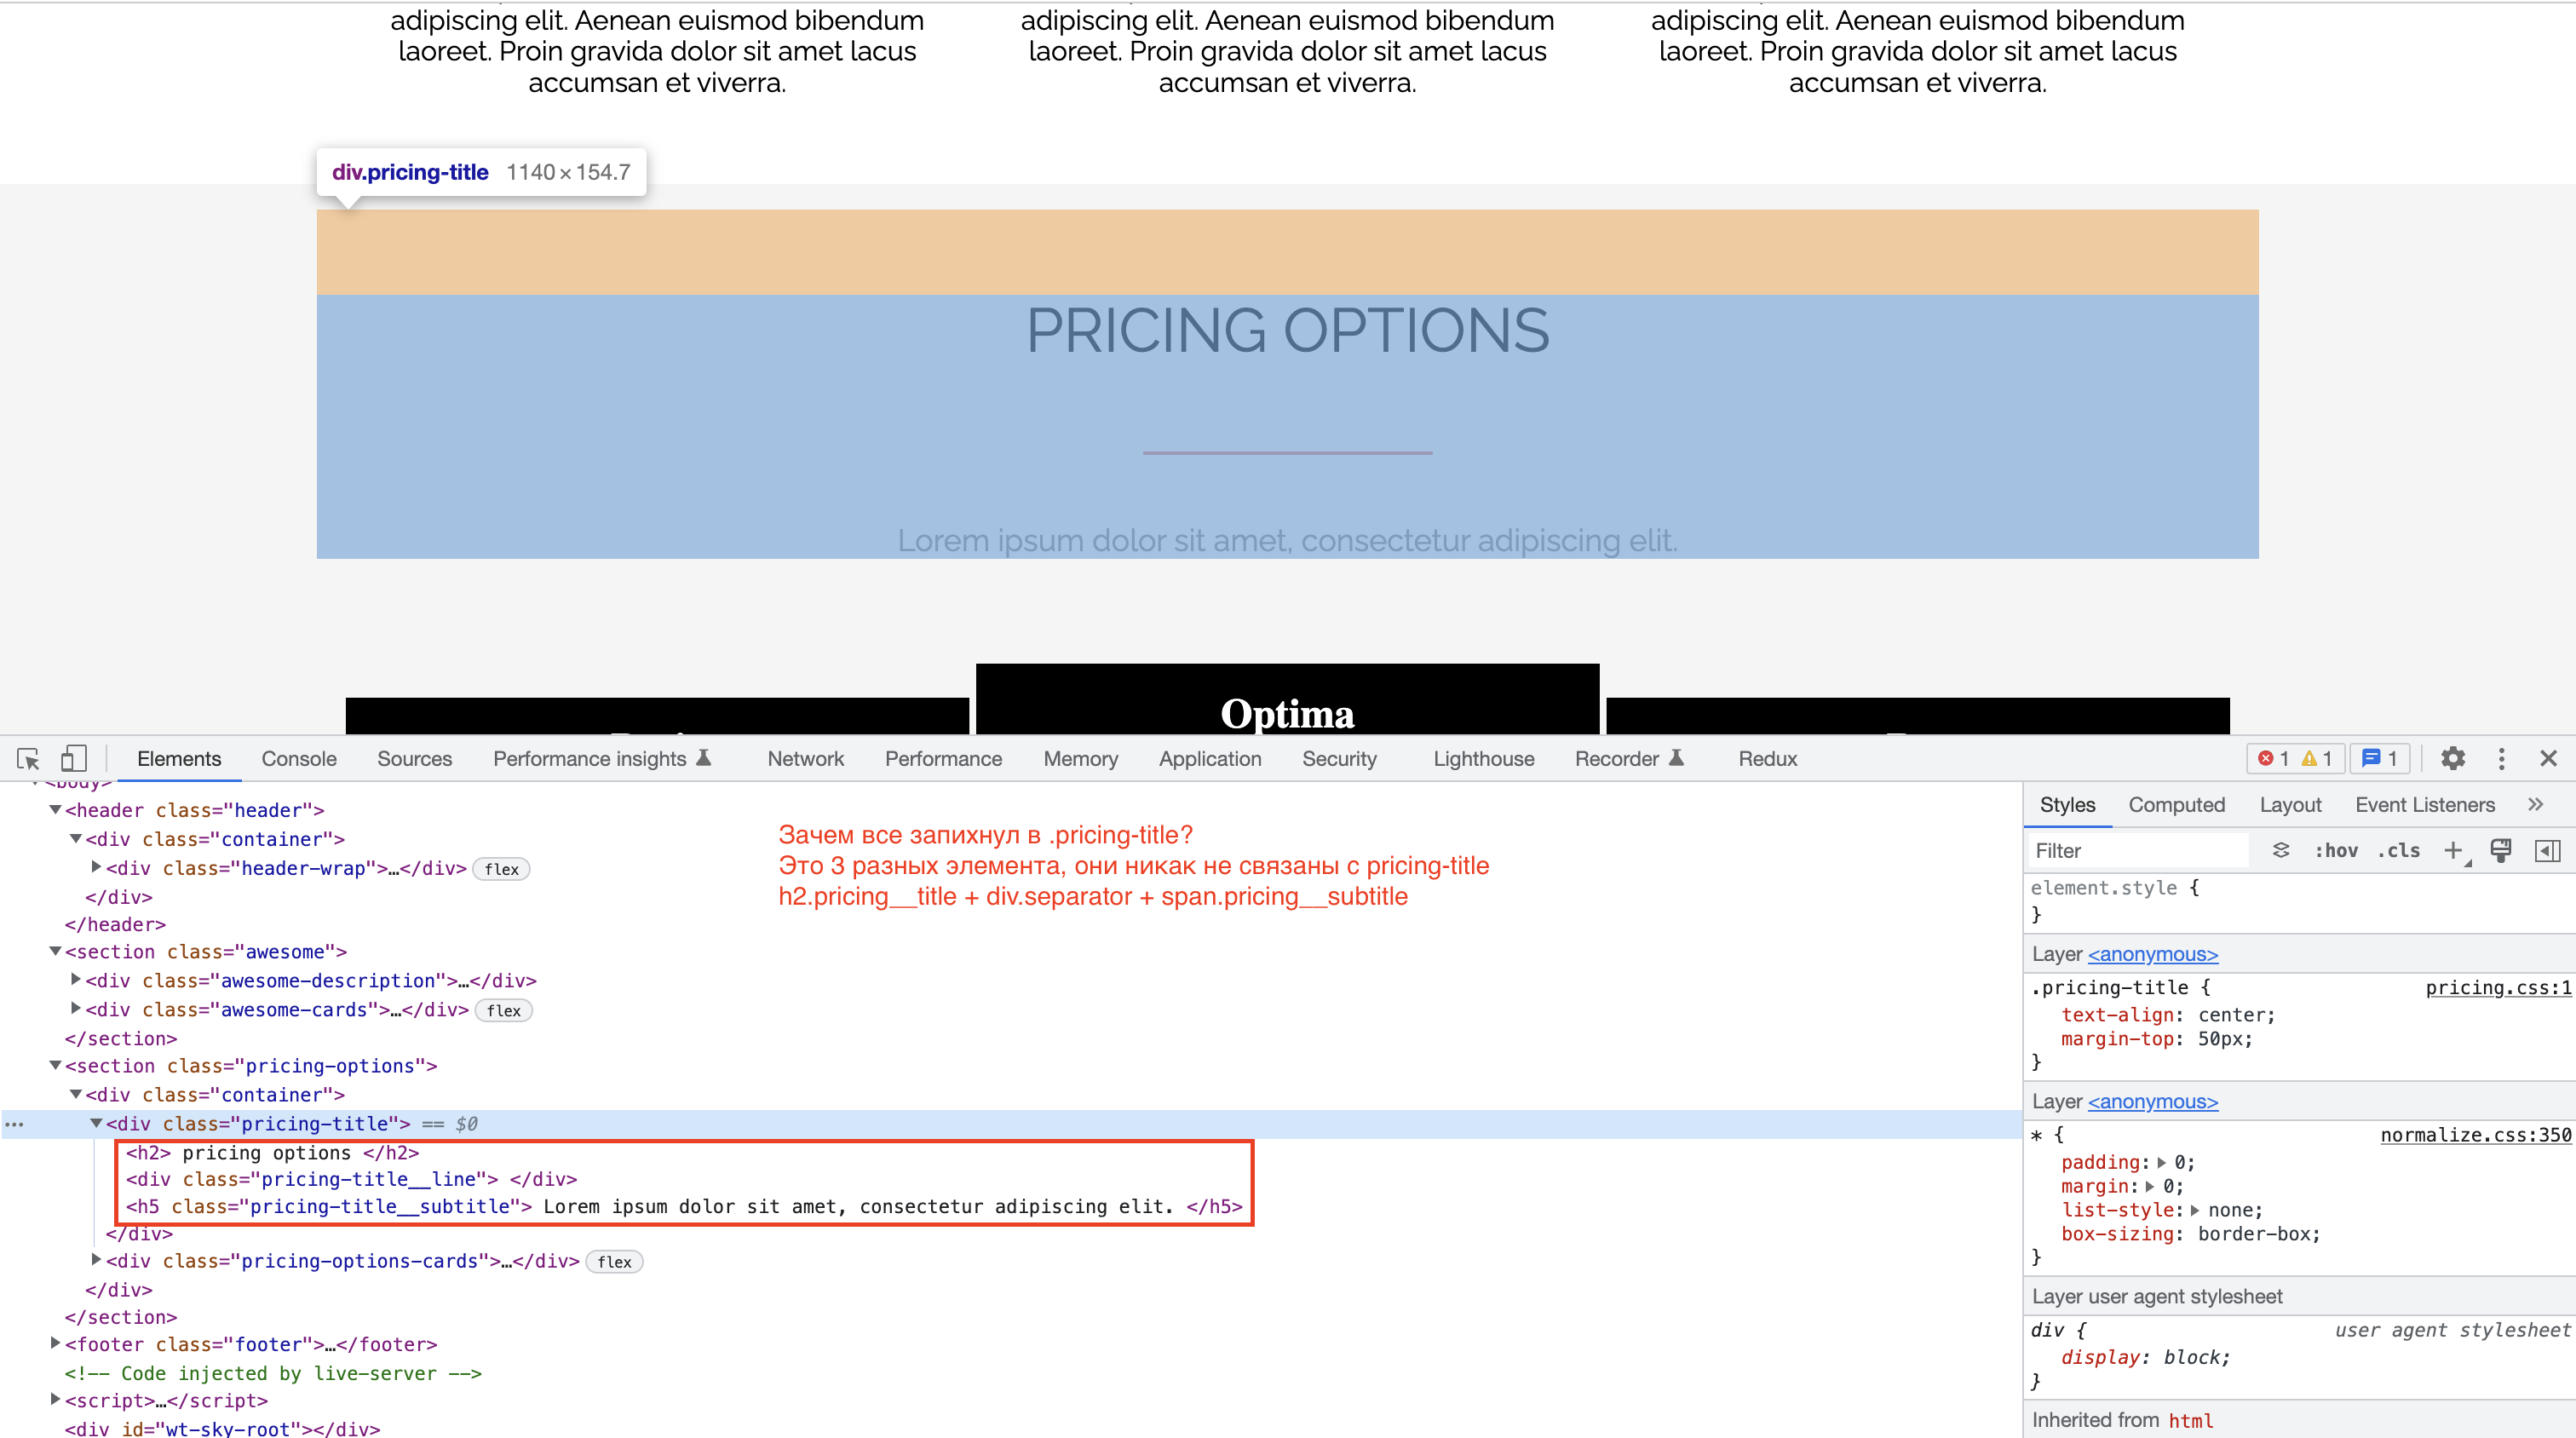 adipiscing elit. Aenean euismod bibendum
laoreet. Proin gravida dolor sit amet lacus
accumsan et viverra.
adipiscing elit. Aenean euismod bibendum
laoreet. Proin gravida dolor sit amet lacus
accumsan et viverra.
adipiscing elit. Aenean euismod bibendum
laoreet. Proin gravida dolor sit amet lacus
accumsan et viverra.
div.pricing-title 1140 × 154.7
PRICING OPTIONS
Lorem ipsum dolor sit amet, consectetur adipiscing elit.
Optima
Elements Console Sources Performance insights Network Performance Memory Application Security Lighthouse Recorder Redux 1 1 1
<body>
<header class="header">
<div class="container">
<div class="header-wrap">…</div> flex
</div>
</header>
<section class="awesome">
<div class="awesome-description">…</div>
<div class="awesome-cards">…</div> flex
</section>
<section class="pricing-options">
<div class="container">
<div class="pricing-title"> == $0
<h2> pricing options </h2>
<div class="pricing-title__line"> </div>
<h5 class="pricing-title__subtitle"> Lorem ipsum dolor sit amet, consectetur adipiscing elit. </h5>
</div>
<div class="pricing-options-cards">…</div> flex
</div>
</section>
<footer class="footer">…</footer>
<!-- Code injected by live-server -->
<script>…</script>
<div id="wt-sky-root"></div>
Зачем все запихнул в .pricing-title?
Это 3 разных элемента, они никак не связаны с pricing-title
h2.pricing__title + div.separator + span.pricing__subtitle
Styles Computed Layout Event Listeners
Filter :hov .cls
element.style {
}
Layer <anonymous>
.pricing-title { pricing.css:1
text-align: center;
margin-top: 50px;
}
Layer <anonymous>
* { normalize.css:350
padding: 0;
margin: 0;
list-style: none;
box-sizing: border-box;
}
Layer user agent stylesheet
div { user agent stylesheet
display: block;
}
Inherited from html